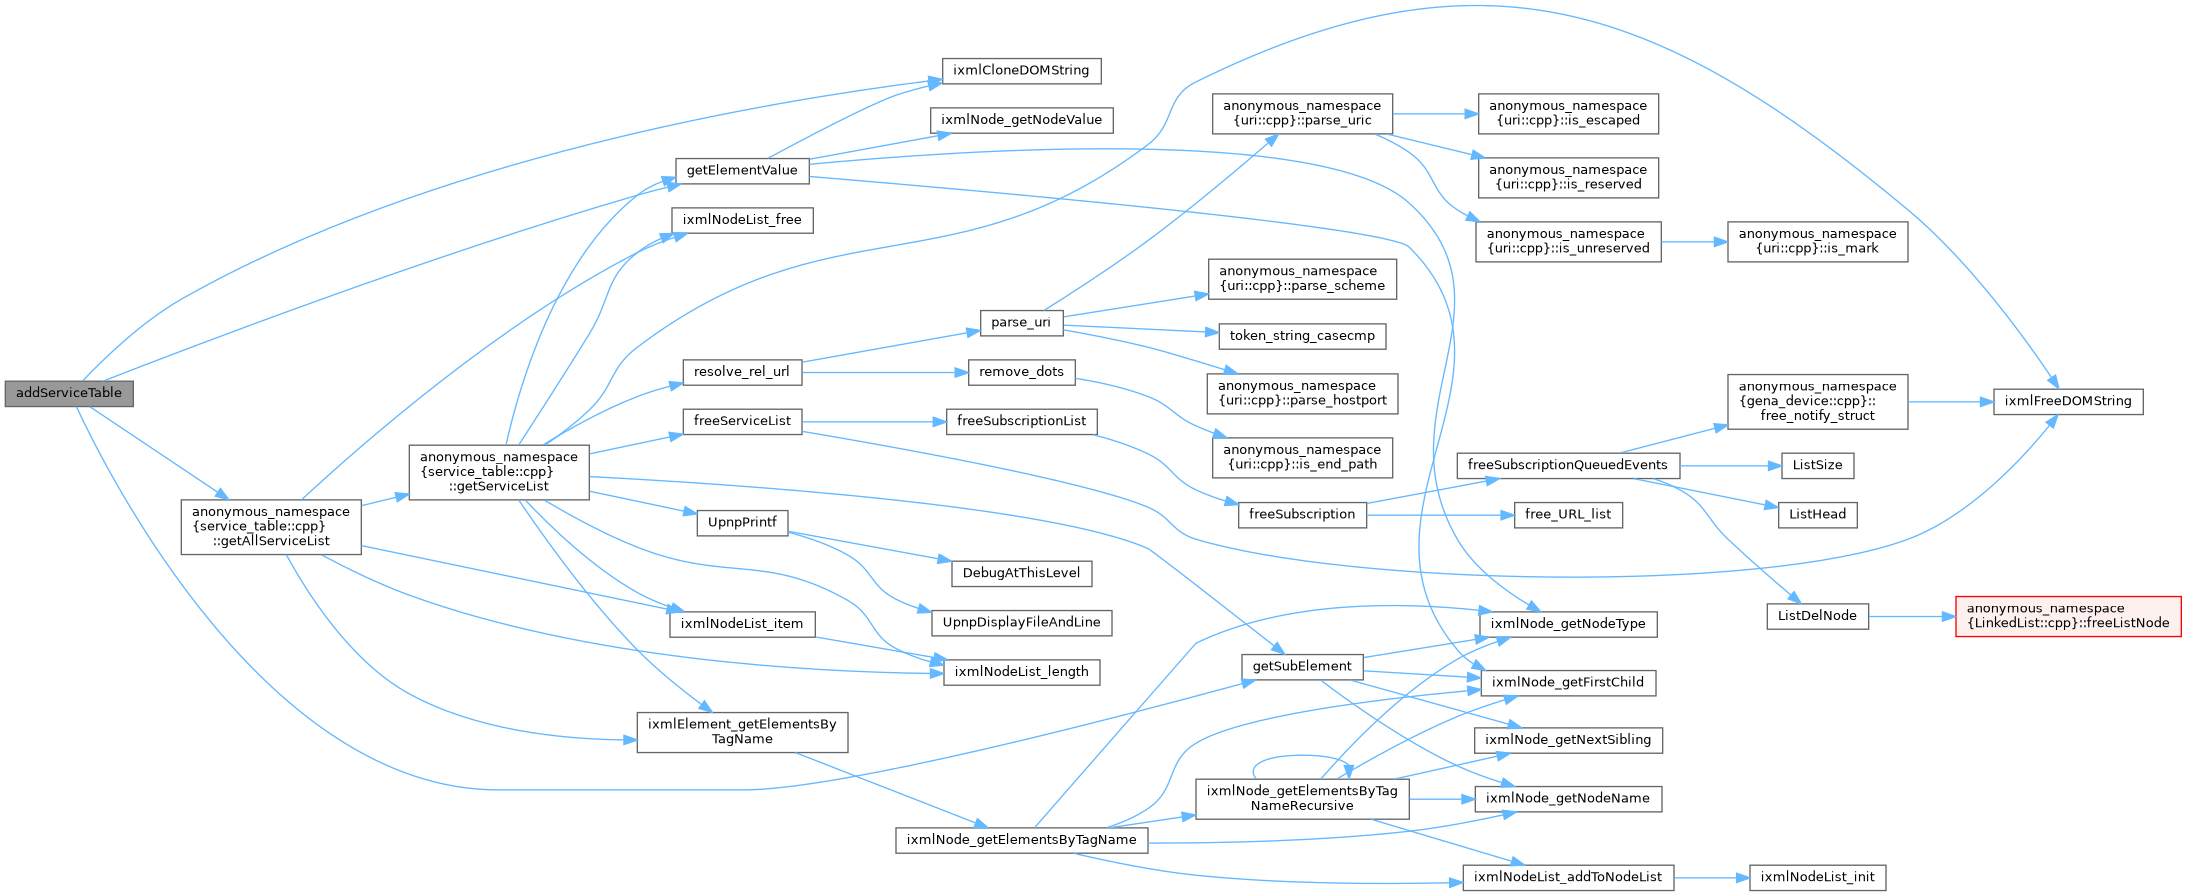 addServiceTable
anonymous_namespace
{service_table::cpp}
::getAllServiceList
anonymous_namespace
{service_table::cpp}
::getServiceList
getElementValue
ixmlNodeList_free
resolve_rel_url
freeServiceList
UpnpPrintf
ixmlNodeList_item
ixmlElement_getElementsBy
TagName
ixmlCloneDOMString
ixmlNode_getNodeValue
parse_uri
remove_dots
freeSubscriptionList
DebugAtThisLevel
UpnpDisplayFileAndLine
ixmlNodeList_length
ixmlNode_getElementsByTagName
anonymous_namespace
{uri::cpp}::parse_uric
anonymous_namespace
{uri::cpp}::parse_scheme
token_string_casecmp
anonymous_namespace
{uri::cpp}::parse_hostport
anonymous_namespace
{uri::cpp}::is_end_path
freeSubscription
getSubElement
ixmlNode_getElementsByTag
NameRecursive
anonymous_namespace
{uri::cpp}::is_escaped
anonymous_namespace
{uri::cpp}::is_reserved
anonymous_namespace
{uri::cpp}::is_unreserved
freeSubscriptionQueuedEvents
free_URL_list
ixmlNode_getNodeType
ixmlNode_getFirstChild
ixmlNode_getNextSibling
ixmlNode_getNodeName
ixmlNodeList_addToNodeList
anonymous_namespace
{uri::cpp}::is_mark
anonymous_namespace
{gena_device::cpp}::
free_notify_struct
ListSize
ListHead
ListDelNode
ixmlNodeList_init
ixmlFreeDOMString
anonymous_namespace
{LinkedList::cpp}::freeListNode